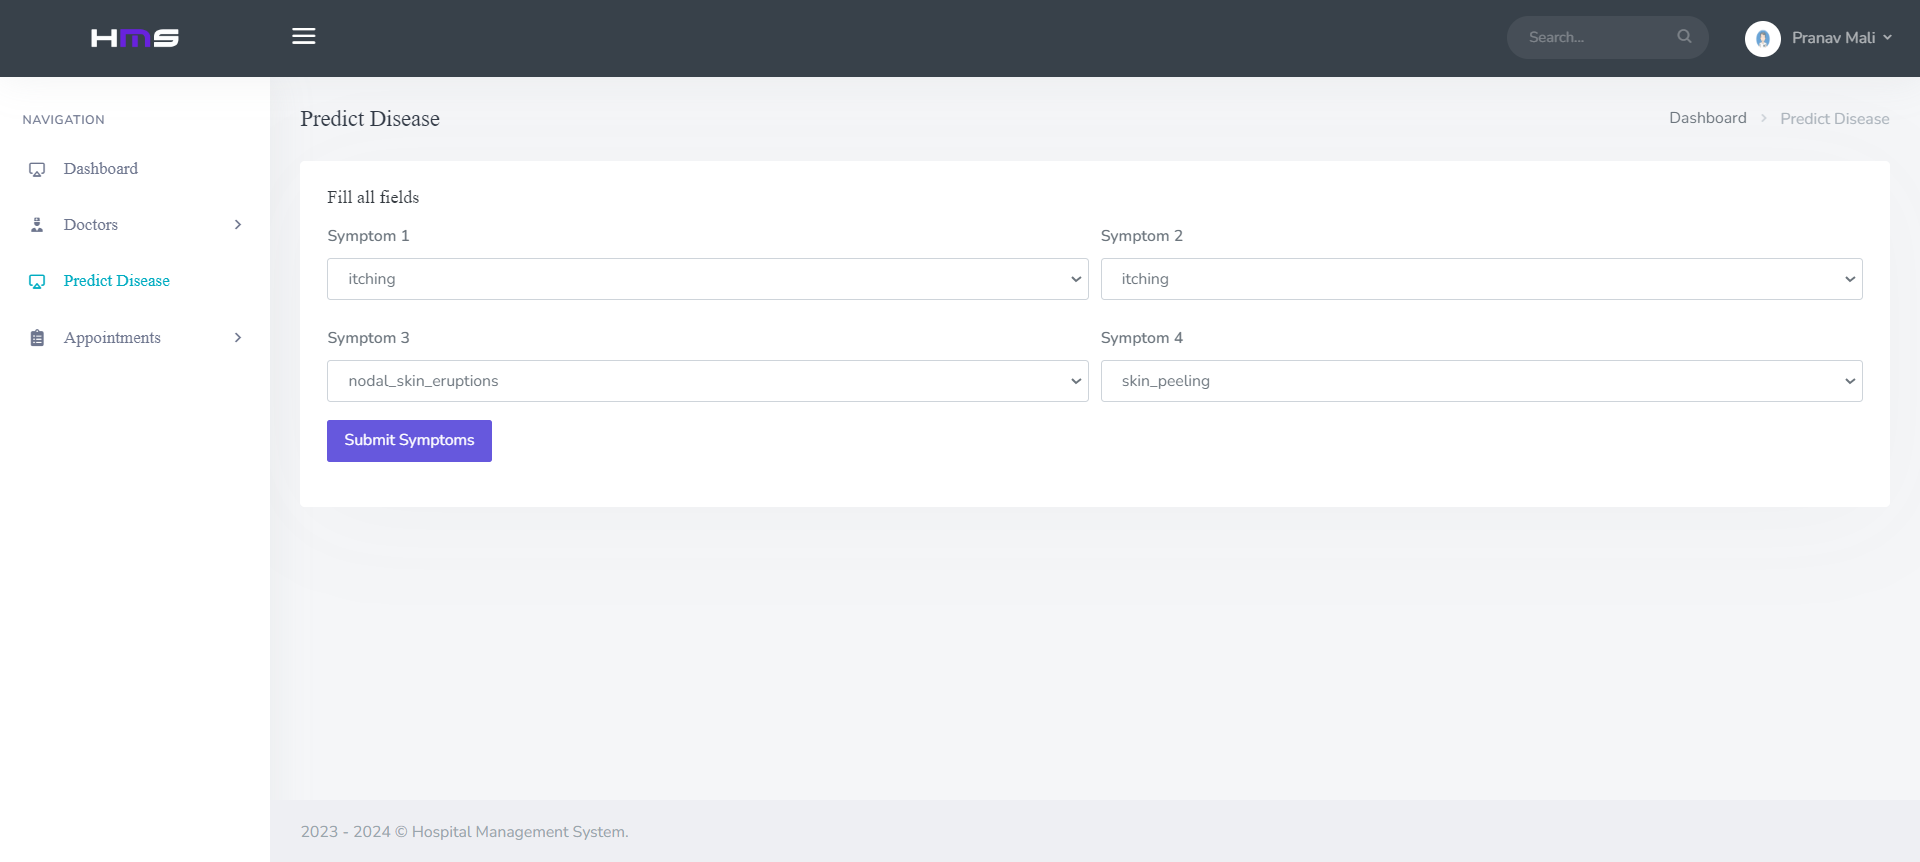 HMS
Search...
Pranav Mali
NAVIGATION
Dashboard
Doctors
Predict Disease
Appointments
Predict Disease
Dashboard > Predict Disease
Fill all fields
Symptom 1
itching
Symptom 2
itching
Symptom 3
nodal_skin_eruptions
Symptom 4
skin_peeling
Submit Symptoms
2023 - 2024 © Hospital Management System.